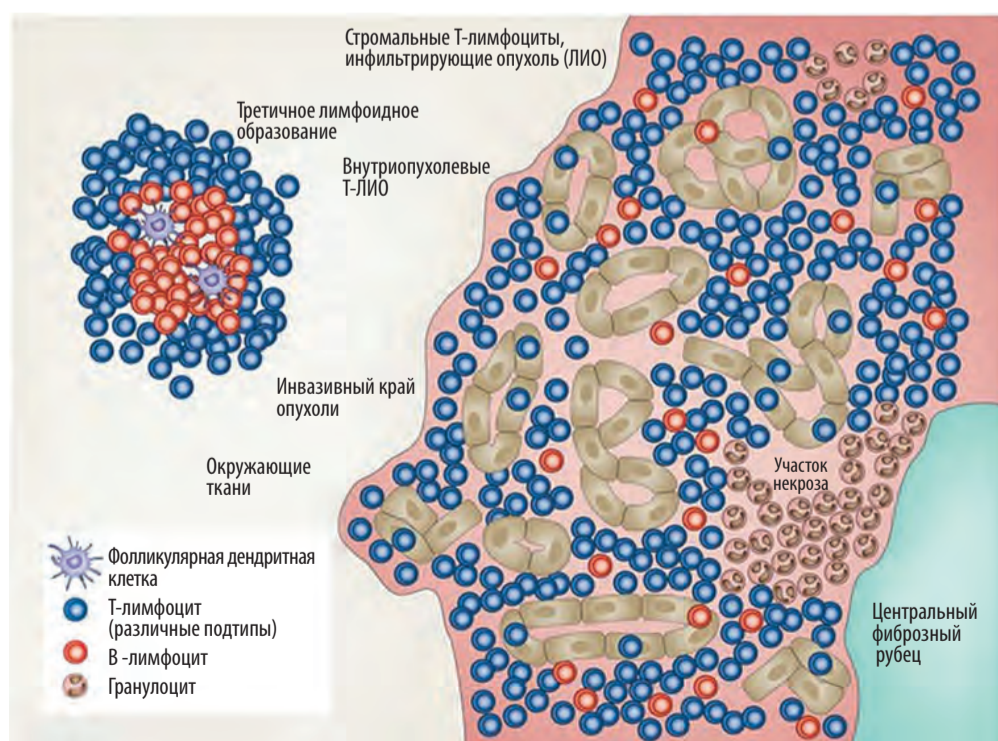 Стромальные Т-лимфоциты,
инфильтрирующие опухоль (ЛИО)
Третичное лимфоидное
образование
Внутриопухолевые
Т-ЛИО
Инвазивный край
опухоли
Окружающие
ткани
Участок
некроза
Центральный
фиброзный
рубец
Фолликулярная дендритная
клетка
Т-лимфоцит
(различные подтипы)
В -лимфоцит
Гранулоцит